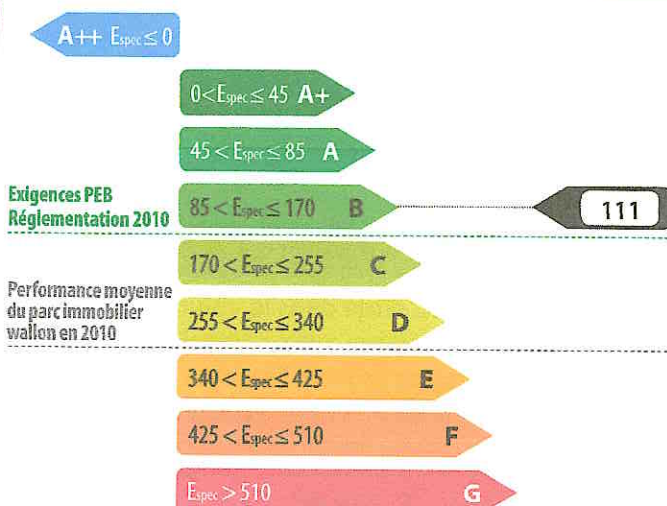 A++ Espec ≤ 0
0 < Espec ≤ 45 A+
45 < Espec ≤ 85 A
Exigences PEB
Réglementation 2010
85 < Espec ≤ 170 B
111
170 < Espec ≤ 255 C
Performance moyenne
du parc immobilier
wallon en 2010
255 < Espec ≤ 340 D
340 < Espec ≤ 425 E
425 < Espec ≤ 510 F
Espec > 510 G